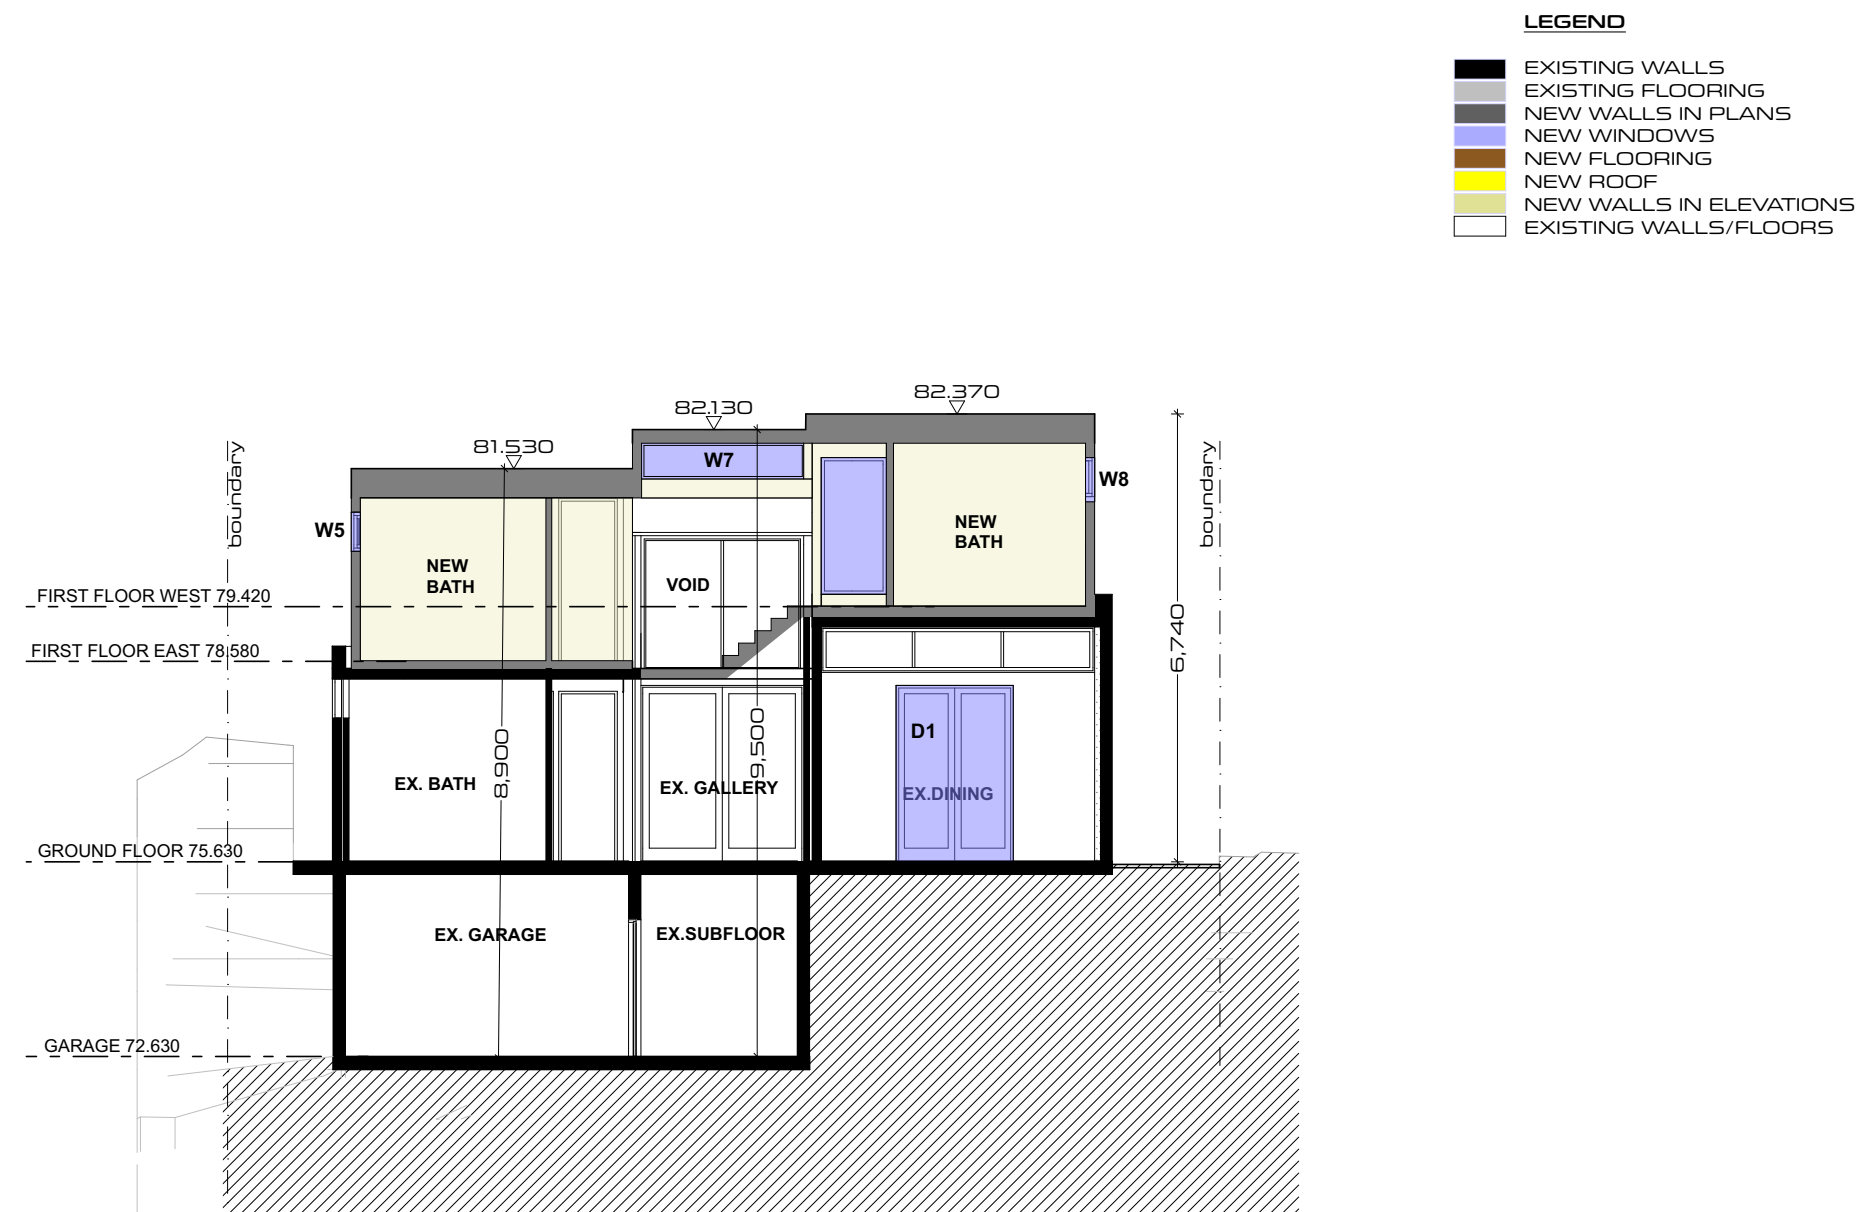 LEGEND
EXISTING WALLS
EXISTING FLOORING
NEW WALLS IN PLANS
NEW WINDOWS
NEW FLOORING
NEW ROOF
NEW WALLS IN ELEVATIONS
EXISTING WALLS/FLOORS
82.370
82.130
81.530
boundary
boundary
W7
W8
W5
NEW
BATH
NEW
BATH
VOID
FIRST FLOOR WEST 79.420
FIRST FLOOR EAST 78.580
6,740
D1
8,900
9,500
EX. BATH
EX. GALLERY
EX.DINING
GROUND FLOOR 75.630
EX. GARAGE
EX.SUBFLOOR
GARAGE 72.630